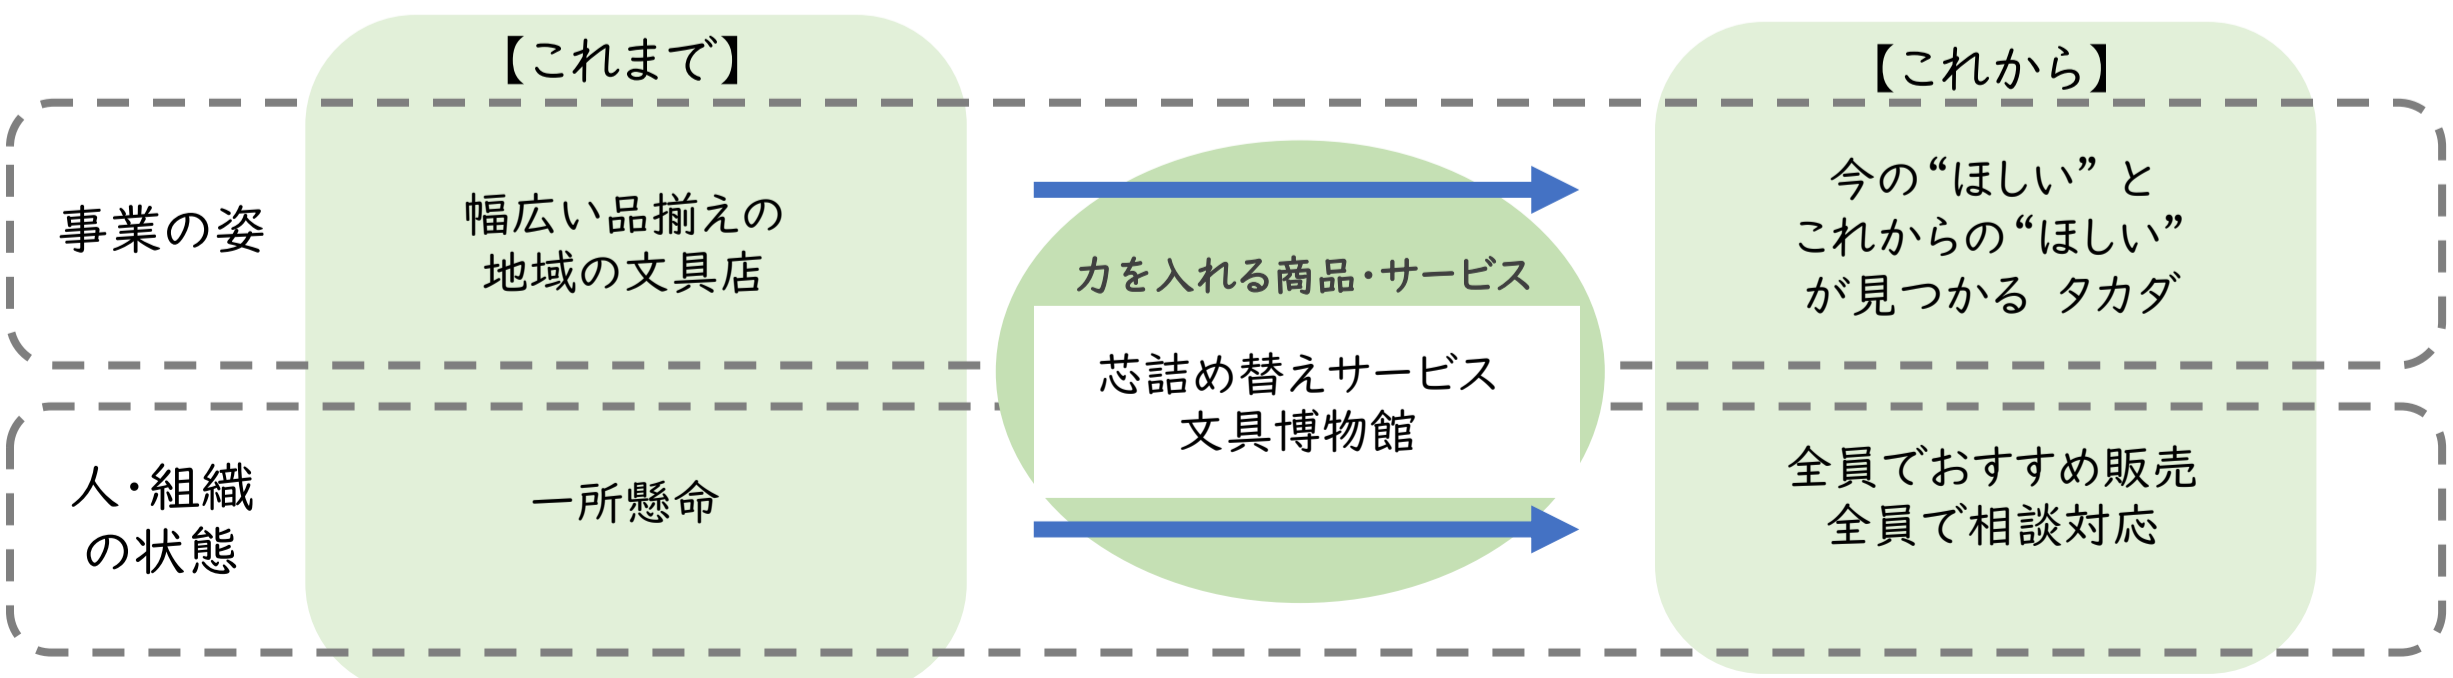 【これまで】
【これから】
事業の姿
幅広い品揃えの
地域の文具店
力を入れる商品・サービス
芯詰め替えサービス
文具博物館
今の“ほしい” と
これからの“ほしい”
が見つかる タカダ
人・組織
の状態
一所懸命
全員でおすすめ販売
全員で相談対応